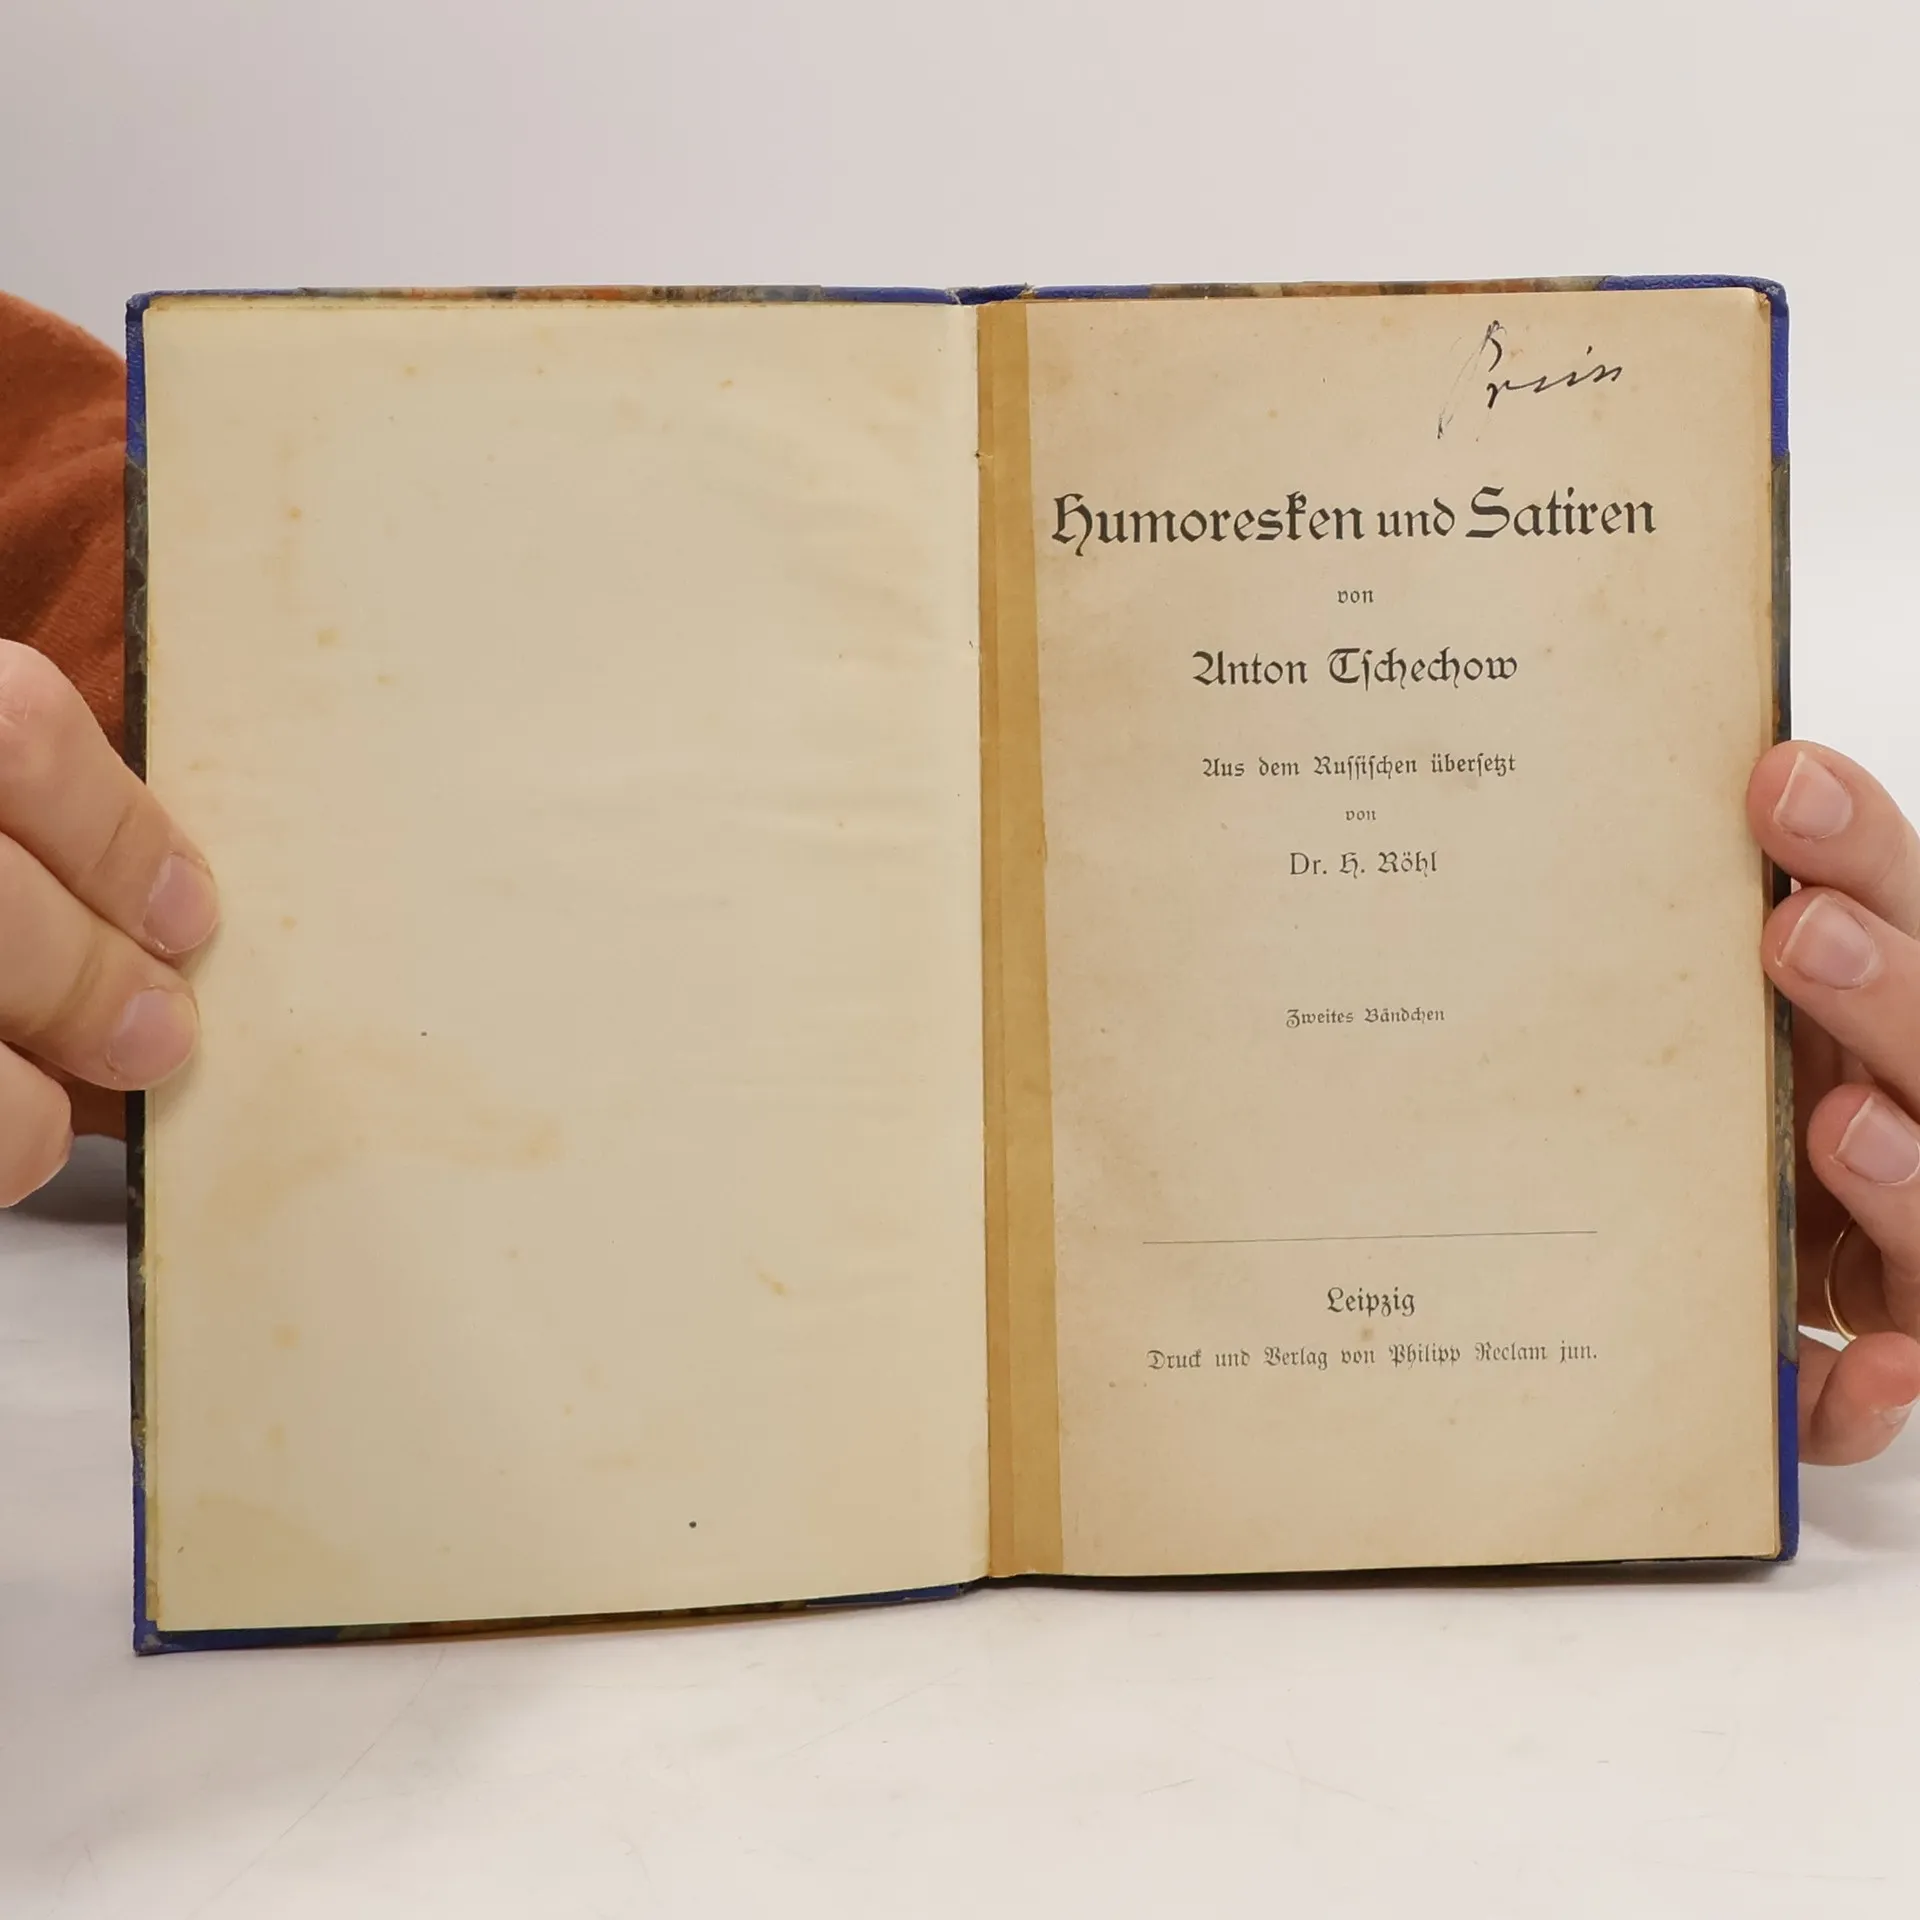 Humoresken und Satiren
von
Anton Tſchechow
Aus dem Ruſſiſchen überſetzt
von
Dr. H. Röhl
Zweites Bändchen
Leipzig
Druck und Verlag von Philipp Reclam jun.